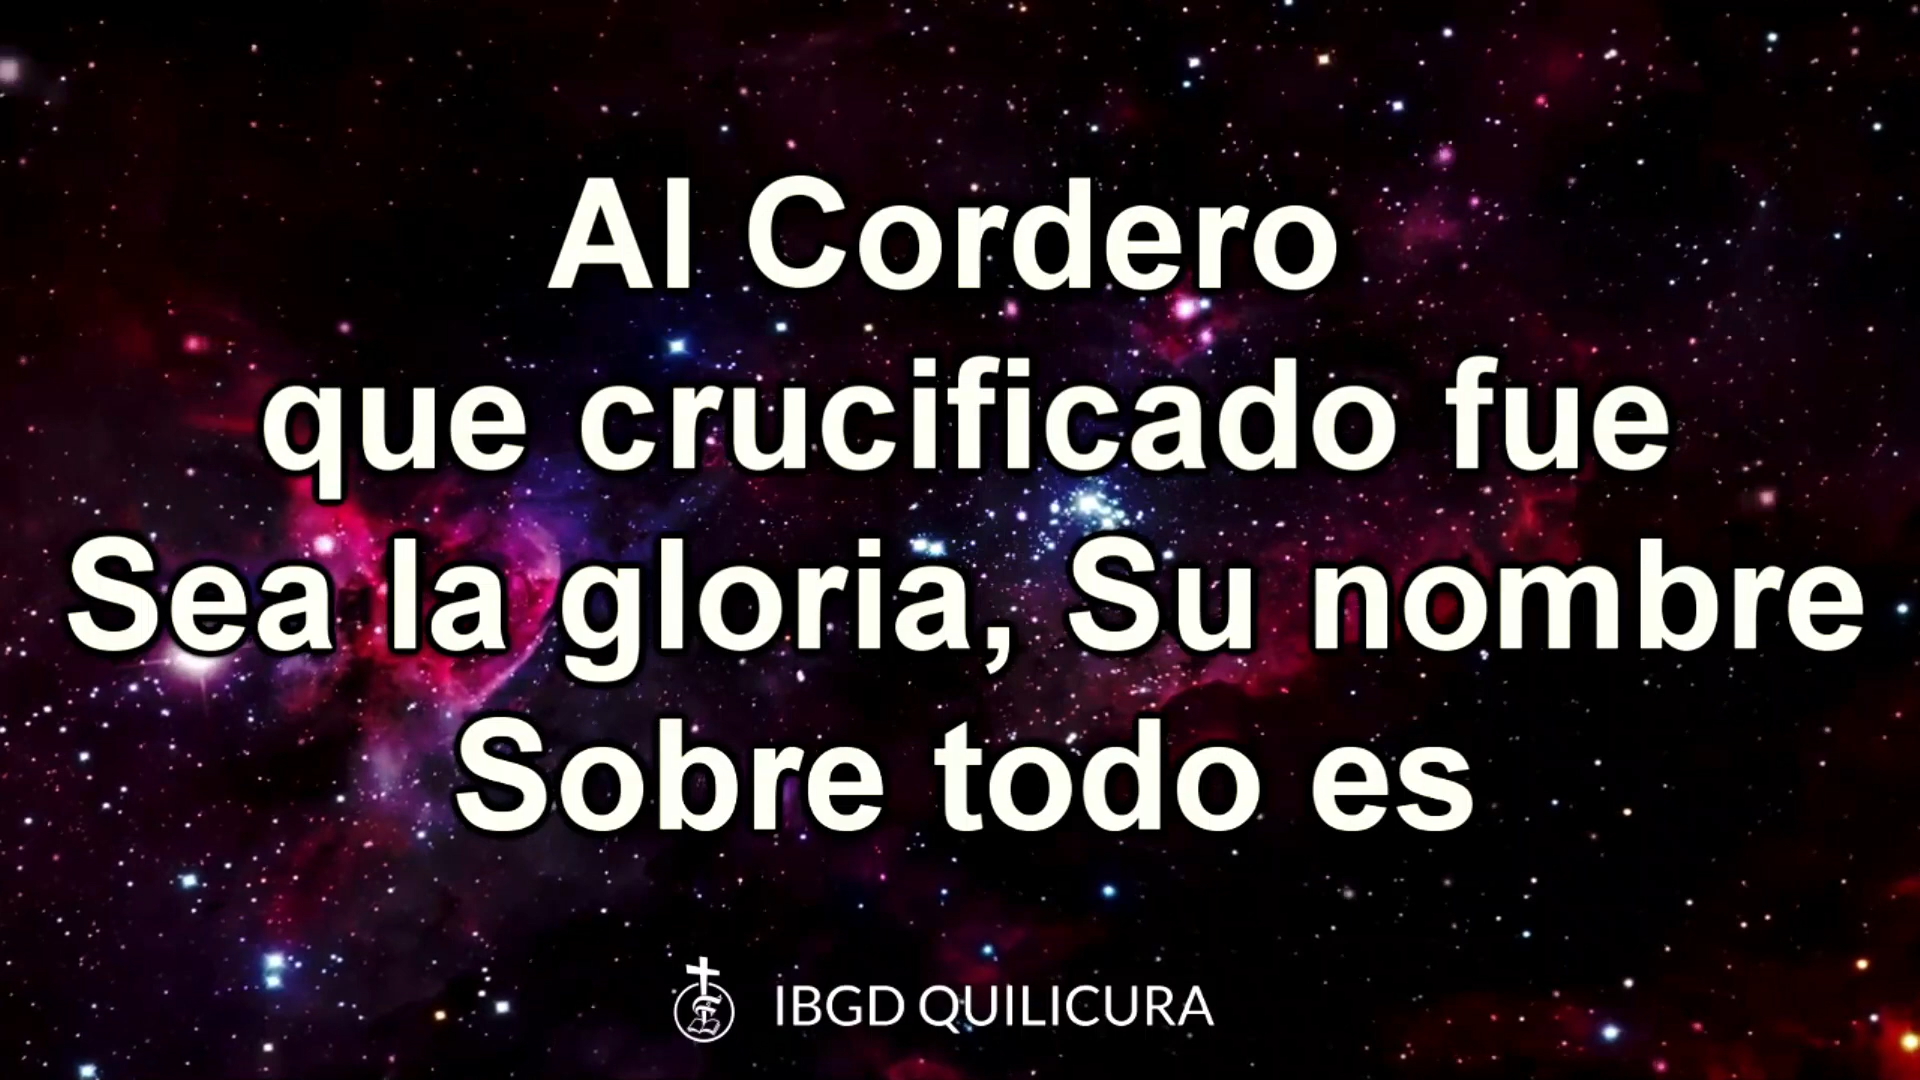 Al Cordero
que crucificado fue
Sea la gloria, Su nombre
Sobre todo es
IBGD QUILICURA